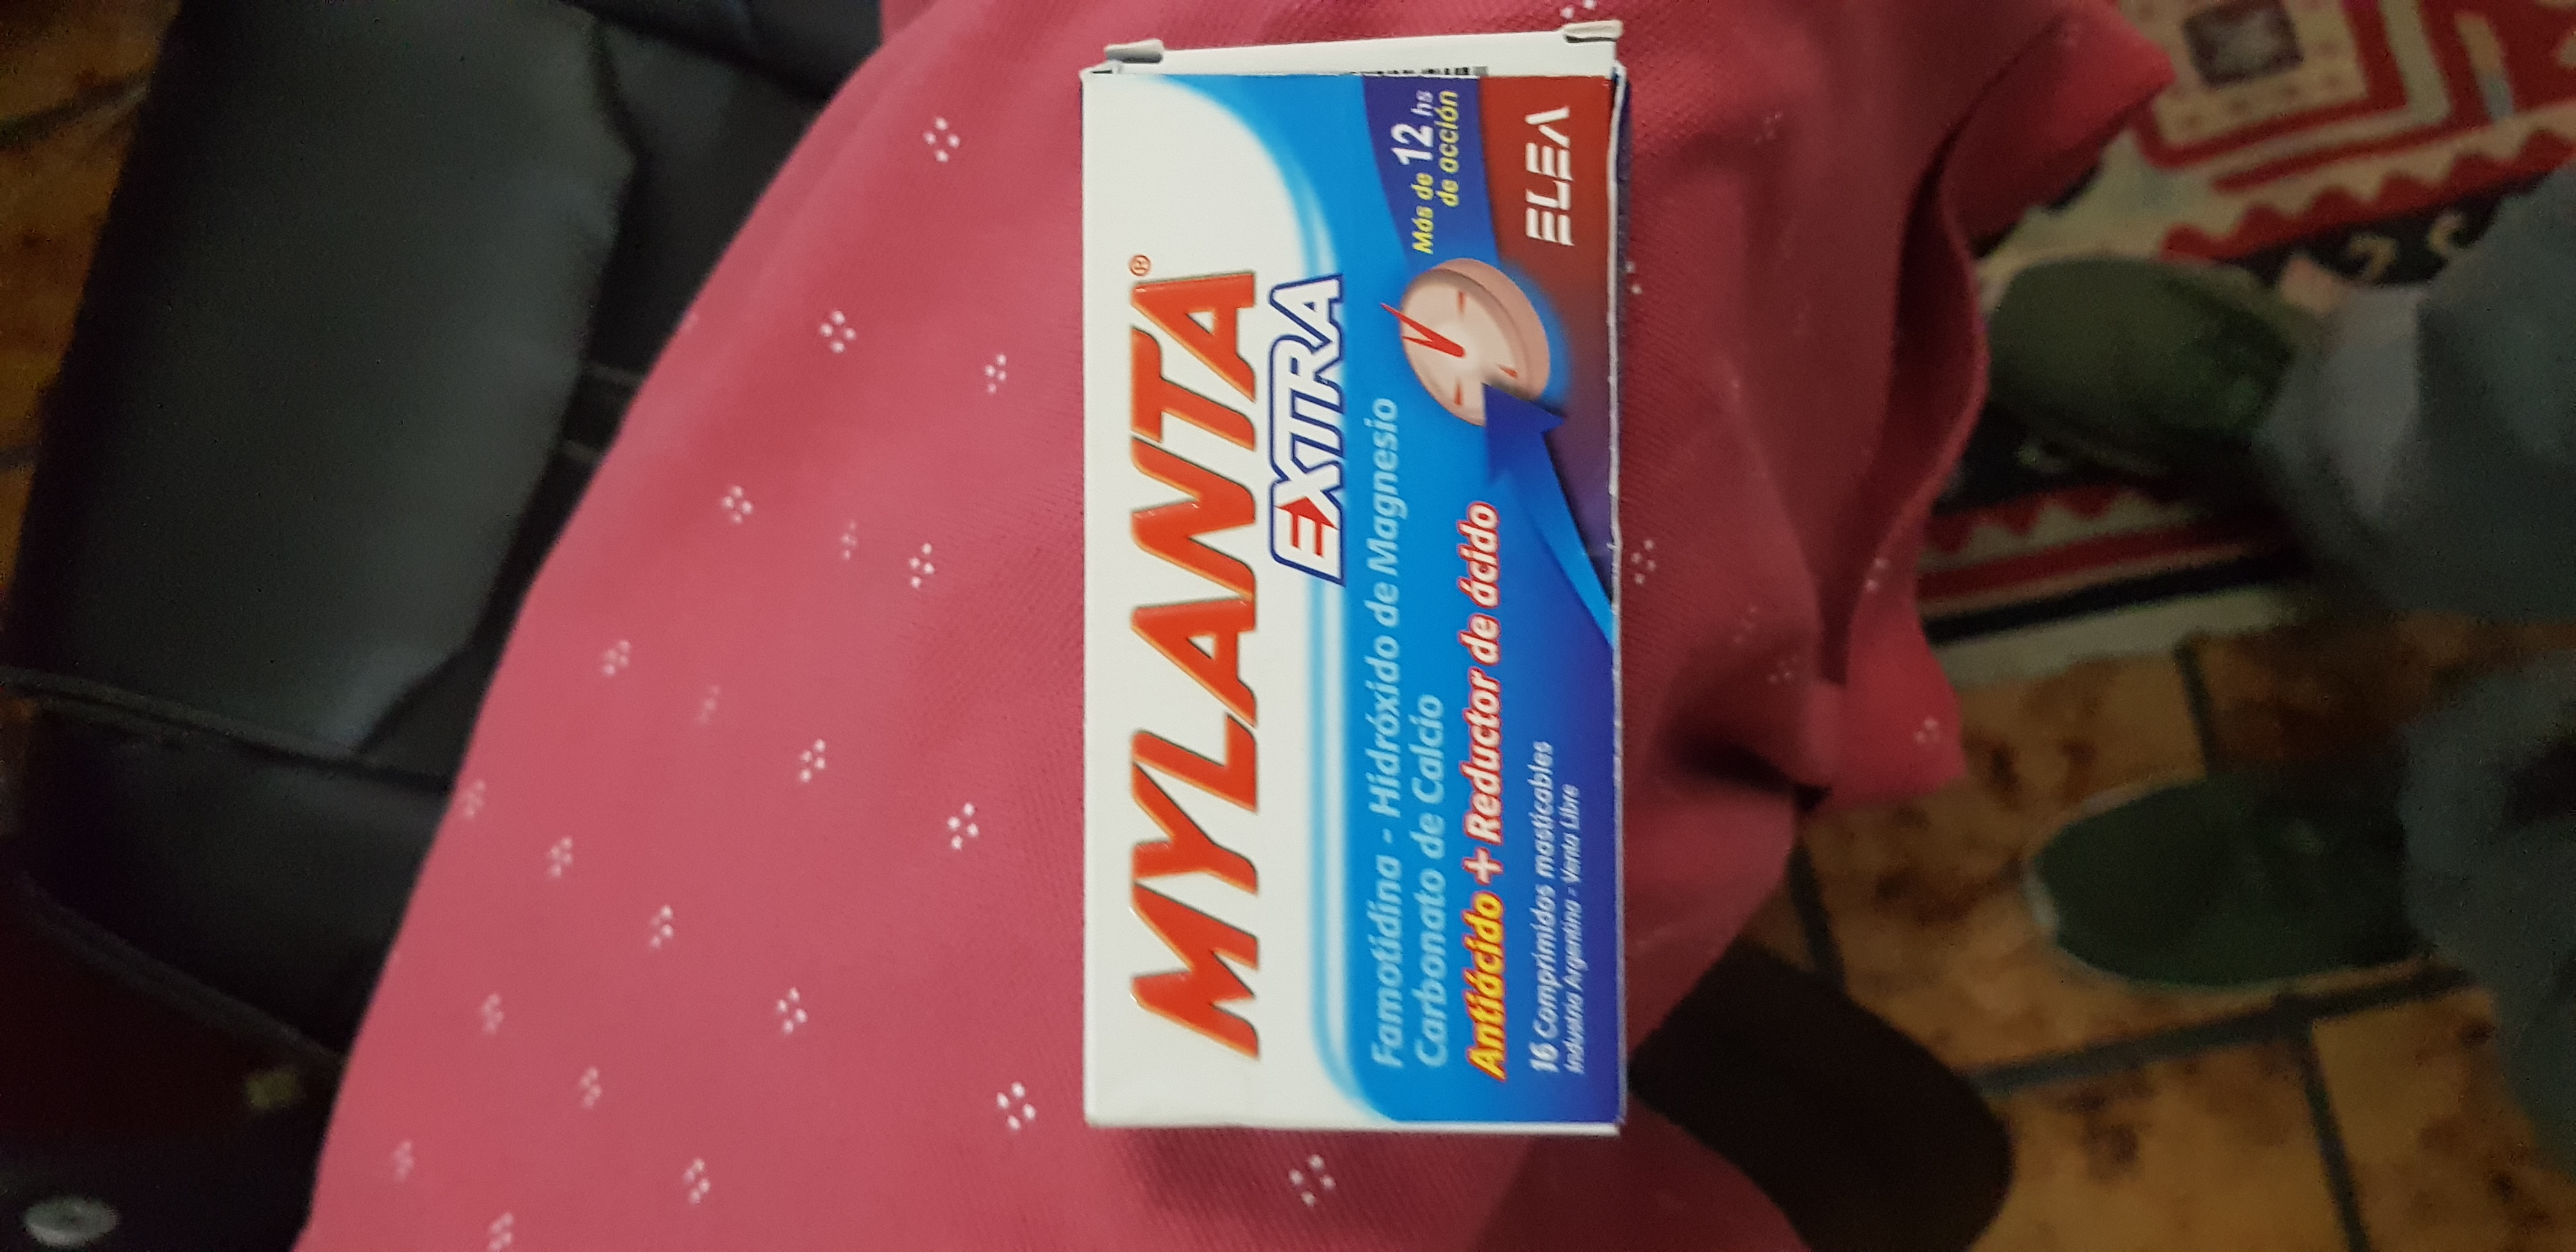 MYLANTA®
EXTRA
Famotidina - Hidróxido de Magnesio
Carbonato de Calcio
Antiácido + Reductor de ácido
16 Comprimidos masticables
Industria Argentina - Venta Libre
Más de 12 hs
de acción
ELEA